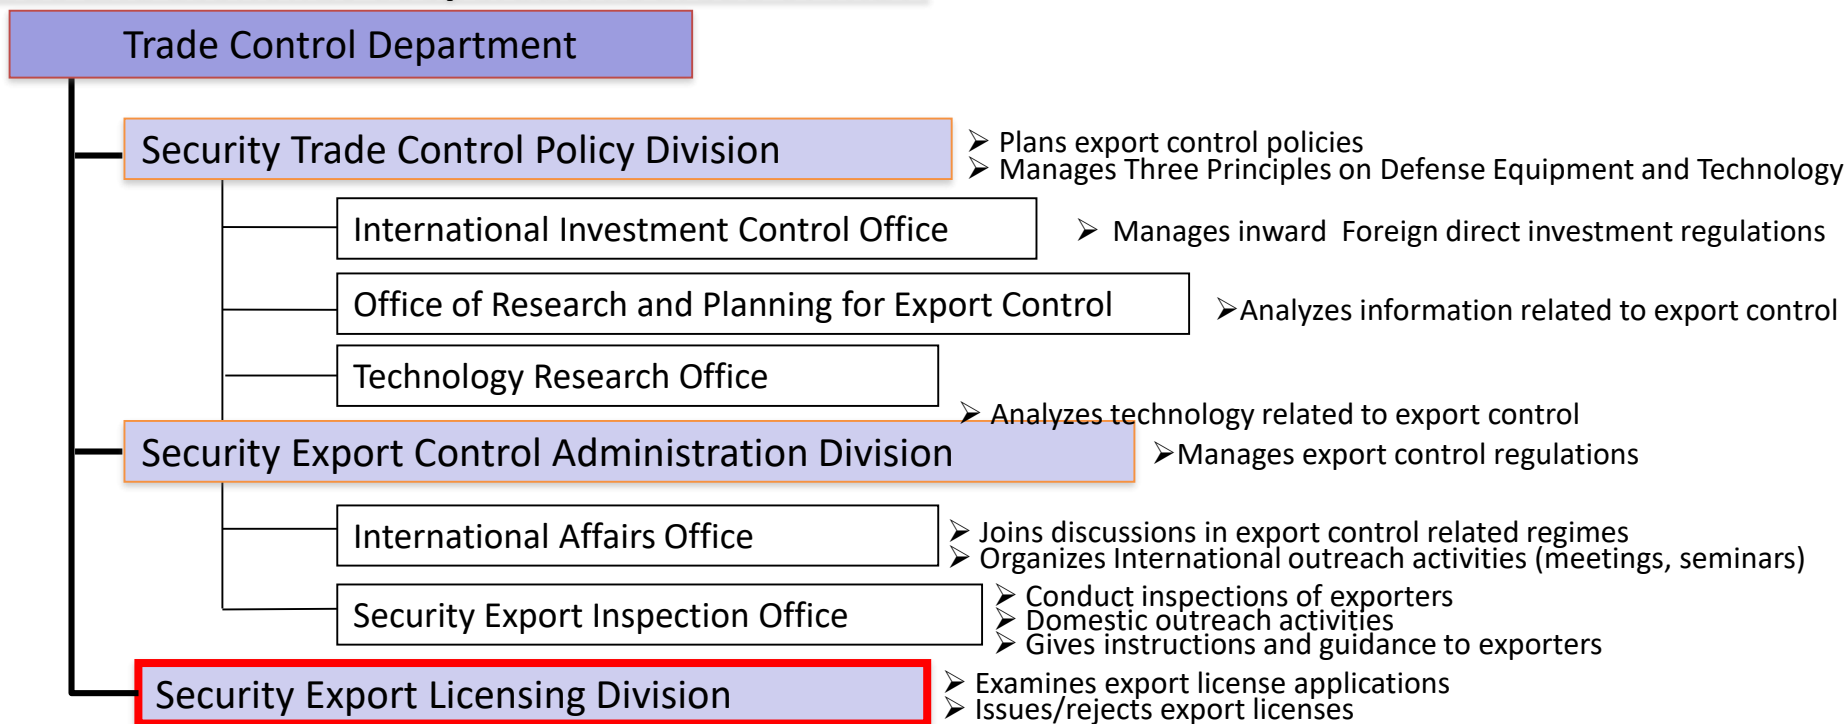 Trade Control Department
Security Trade Control Policy Division
➢ Plans export control policies
➢ Manages Three Principles on Defense Equipment and Technology
International Investment Control Office
➢ Manages inward Foreign direct investment regulations
Office of Research and Planning for Export Control
➢Analyzes information related to export control
Technology Research Office
➢ Analyzes technology related to export control
Security Export Control Administration Division
➢Manages export control regulations
International Affairs Office
➢ Joins discussions in export control related regimes
➢ Organizes International outreach activities (meetings, seminars)
Security Export Inspection Office
➢ Conduct inspections of exporters
➢ Domestic outreach activities
➢ Gives instructions and guidance to exporters
Security Export Licensing Division
➢ Examines export license applications
➢ Issues/rejects export licenses